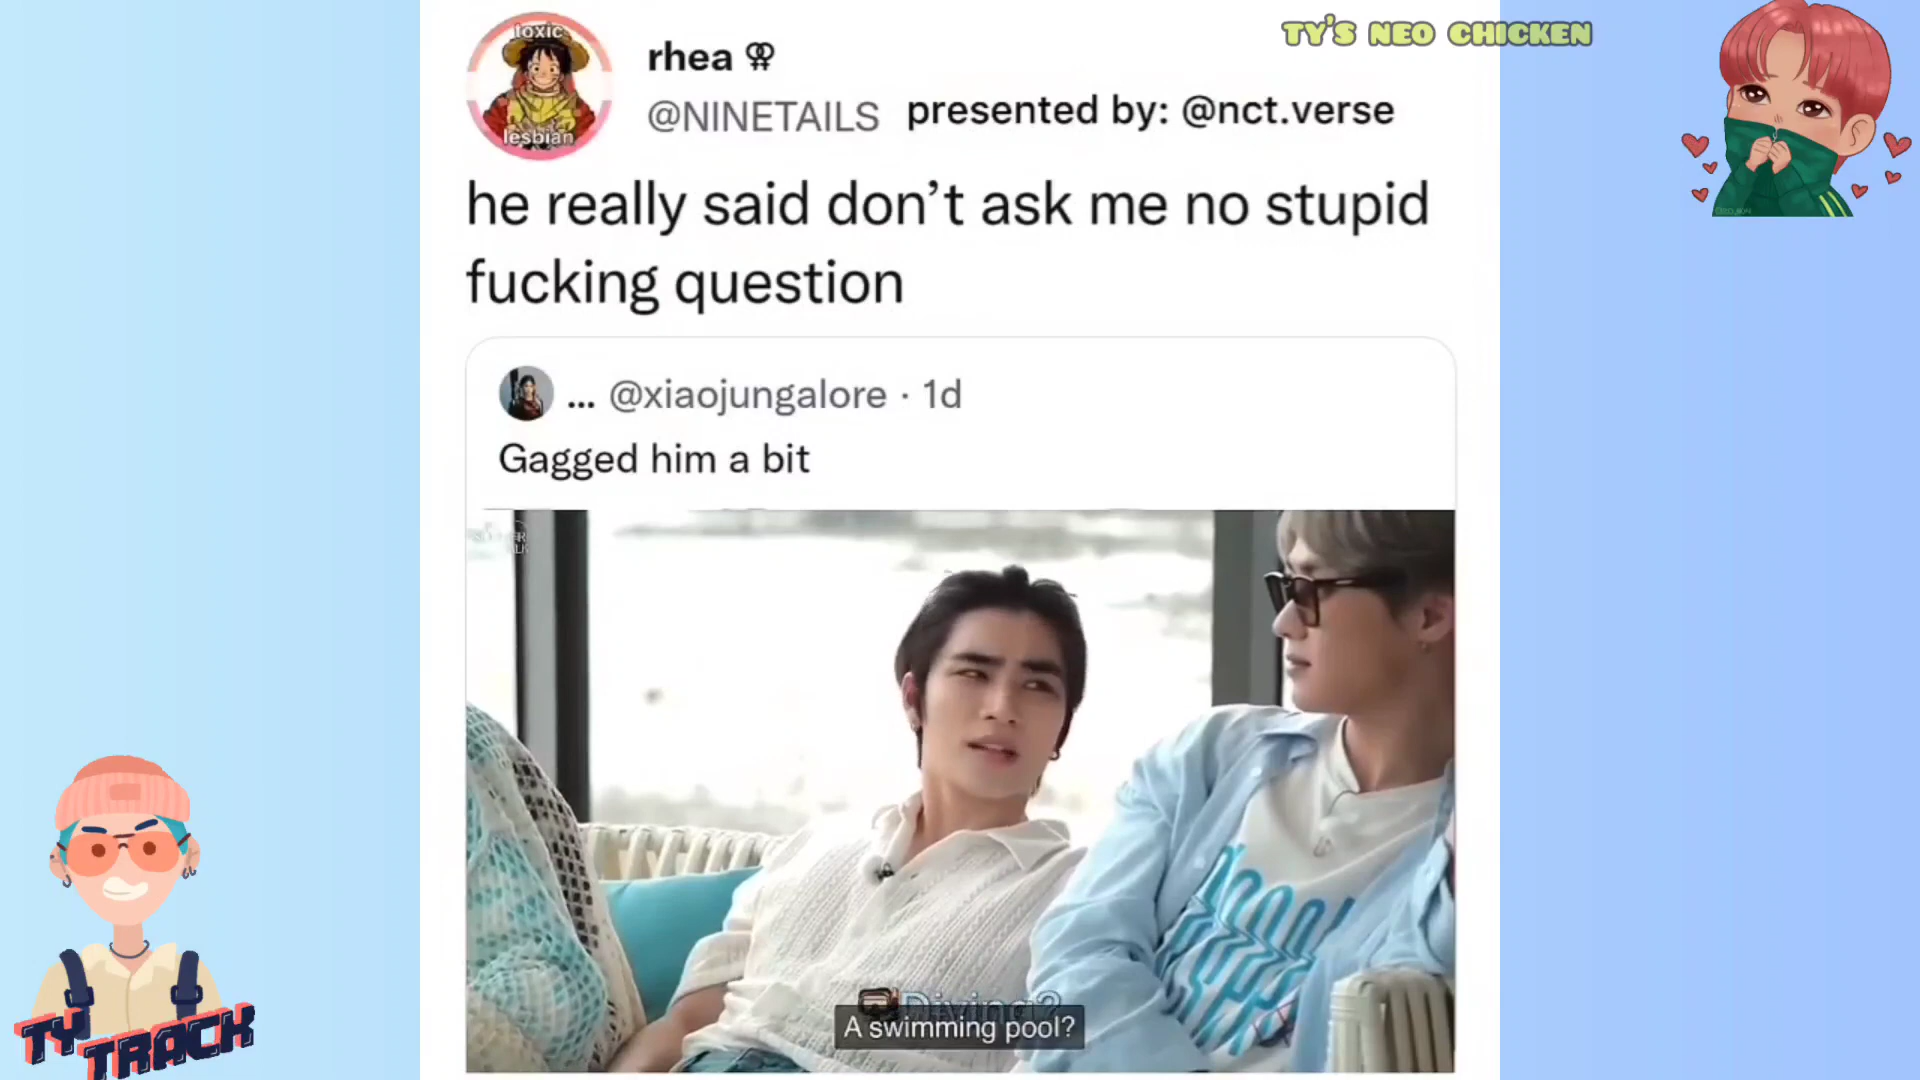 TY'S NEO CHICKEN
toxic
lesbian
rhea
@NINETAILS presented by: @nct.verse
he really said don’t ask me no stupid
fucking question
... @xiaojungalore · 1d
Gagged him a bit
Diving?
A swimming pool?
TY TRACK